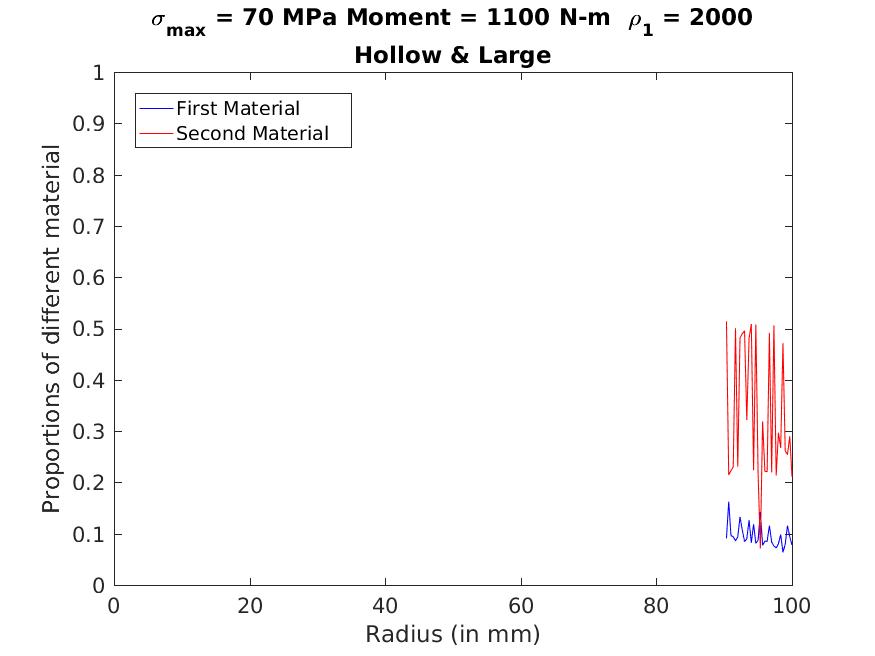 σmax = 70 MPa Moment = 1100 N-m ρ1 = 2000
Hollow & Large
First Material
Second Material
Proportions of different material
1
0.9
0.8
0.7
0.6
0.5
0.4
0.3
0.2
0.1
0
0 20 40 60 80 100
Radius (in mm)